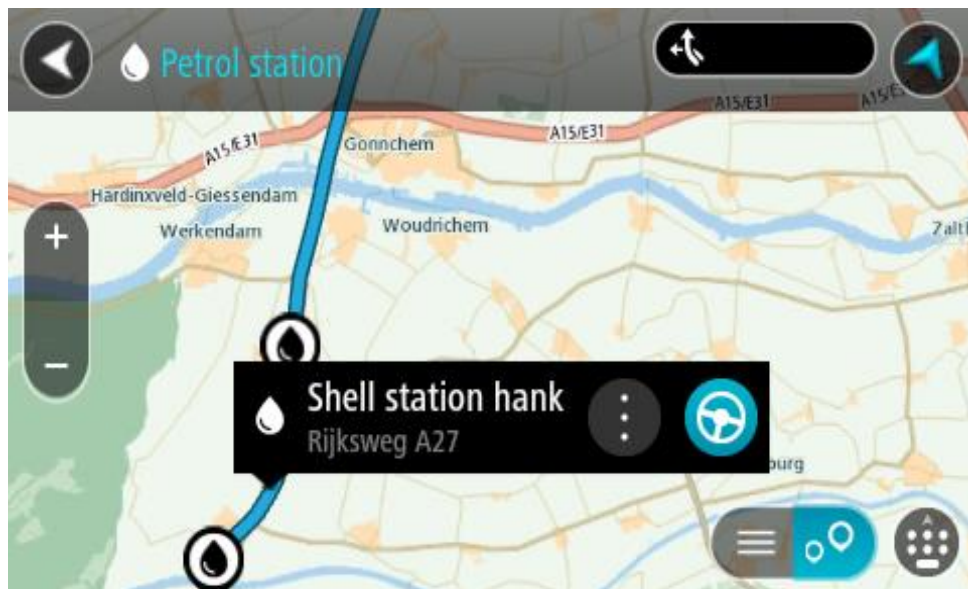 Petrol station
A15/E31
A15/E31
A15/E31
Gonnchem
Hardinxveld-Giessendam
Werkendam
Woudrichem
Zalt
+
−
Shell station hank
Rijksweg A27
burg